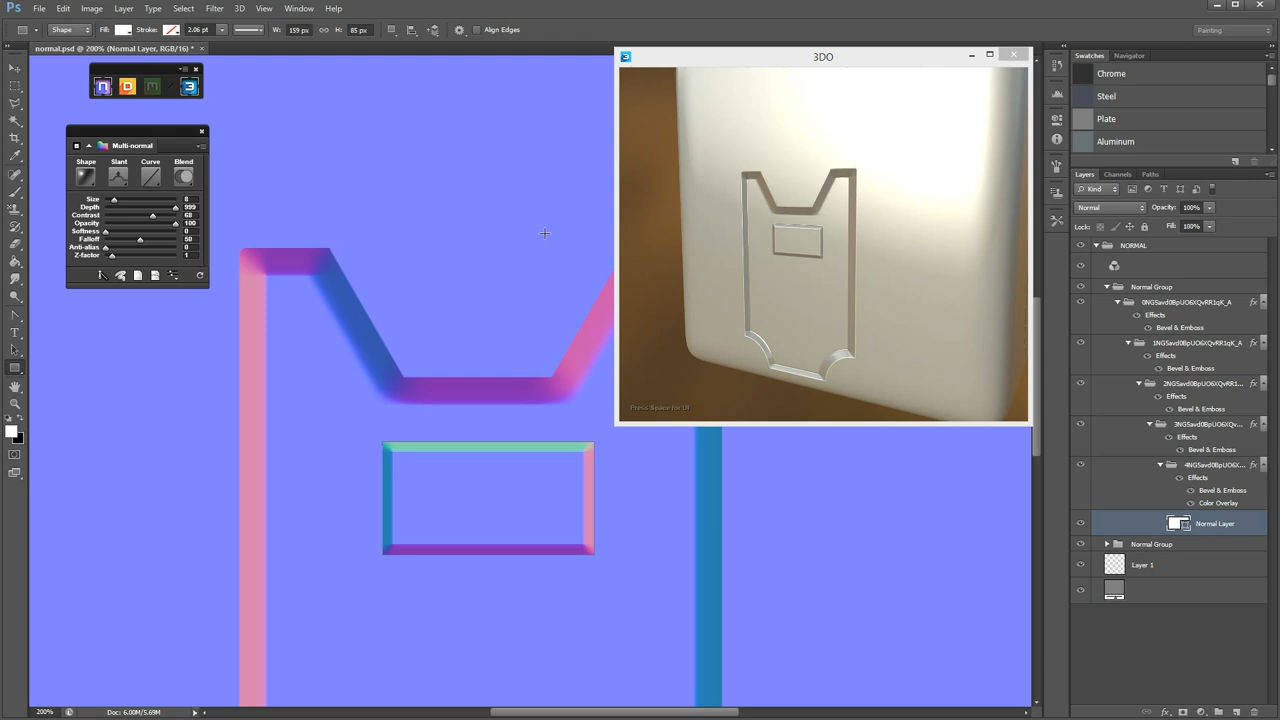 Ps File Edit Image Layer Type Select Filter 3D View Window Help
Shape Fill: Stroke: 2.06 pt W: 159 px H: 85 px Align Edges Painting
normal.psd @ 200% (Normal Layer, RGB/16) *
3DO
Swatches Navigator
Chrome
Steel
Plate
Aluminum
Multi-normal
Shape Slant Curve Blend
Size 8
Depth 999
Contrast 68
Opacity 100
Softness 0
Falloff 50
Anti-alias 0
Z-factor 1
Press Space for UI
Layers Channels Paths
Kind
Normal Opacity: 100%
Lock: Fill: 100%
NORMAL
Normal Group
0NGSavd0BpUO6XQvRR1qK_A
Effects
Bevel & Emboss
1NGSavd0BpUO6XQvRR1qK_A
Effects
Bevel & Emboss
2NGSavd0BpUO6XQvRR1...
Effects
Bevel & Emboss
3NGSavd0BpUO6XQv...
Effects
Bevel & Emboss
4NGSavd0BpUO6X...
Effects
Bevel & Emboss
Color Overlay
Normal Layer
Normal Group
Layer 1
200% Doc: 6.00M/5.69M